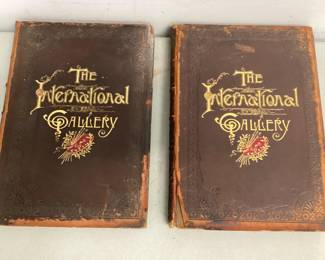 The
International
Gallery
The
International
Gallery